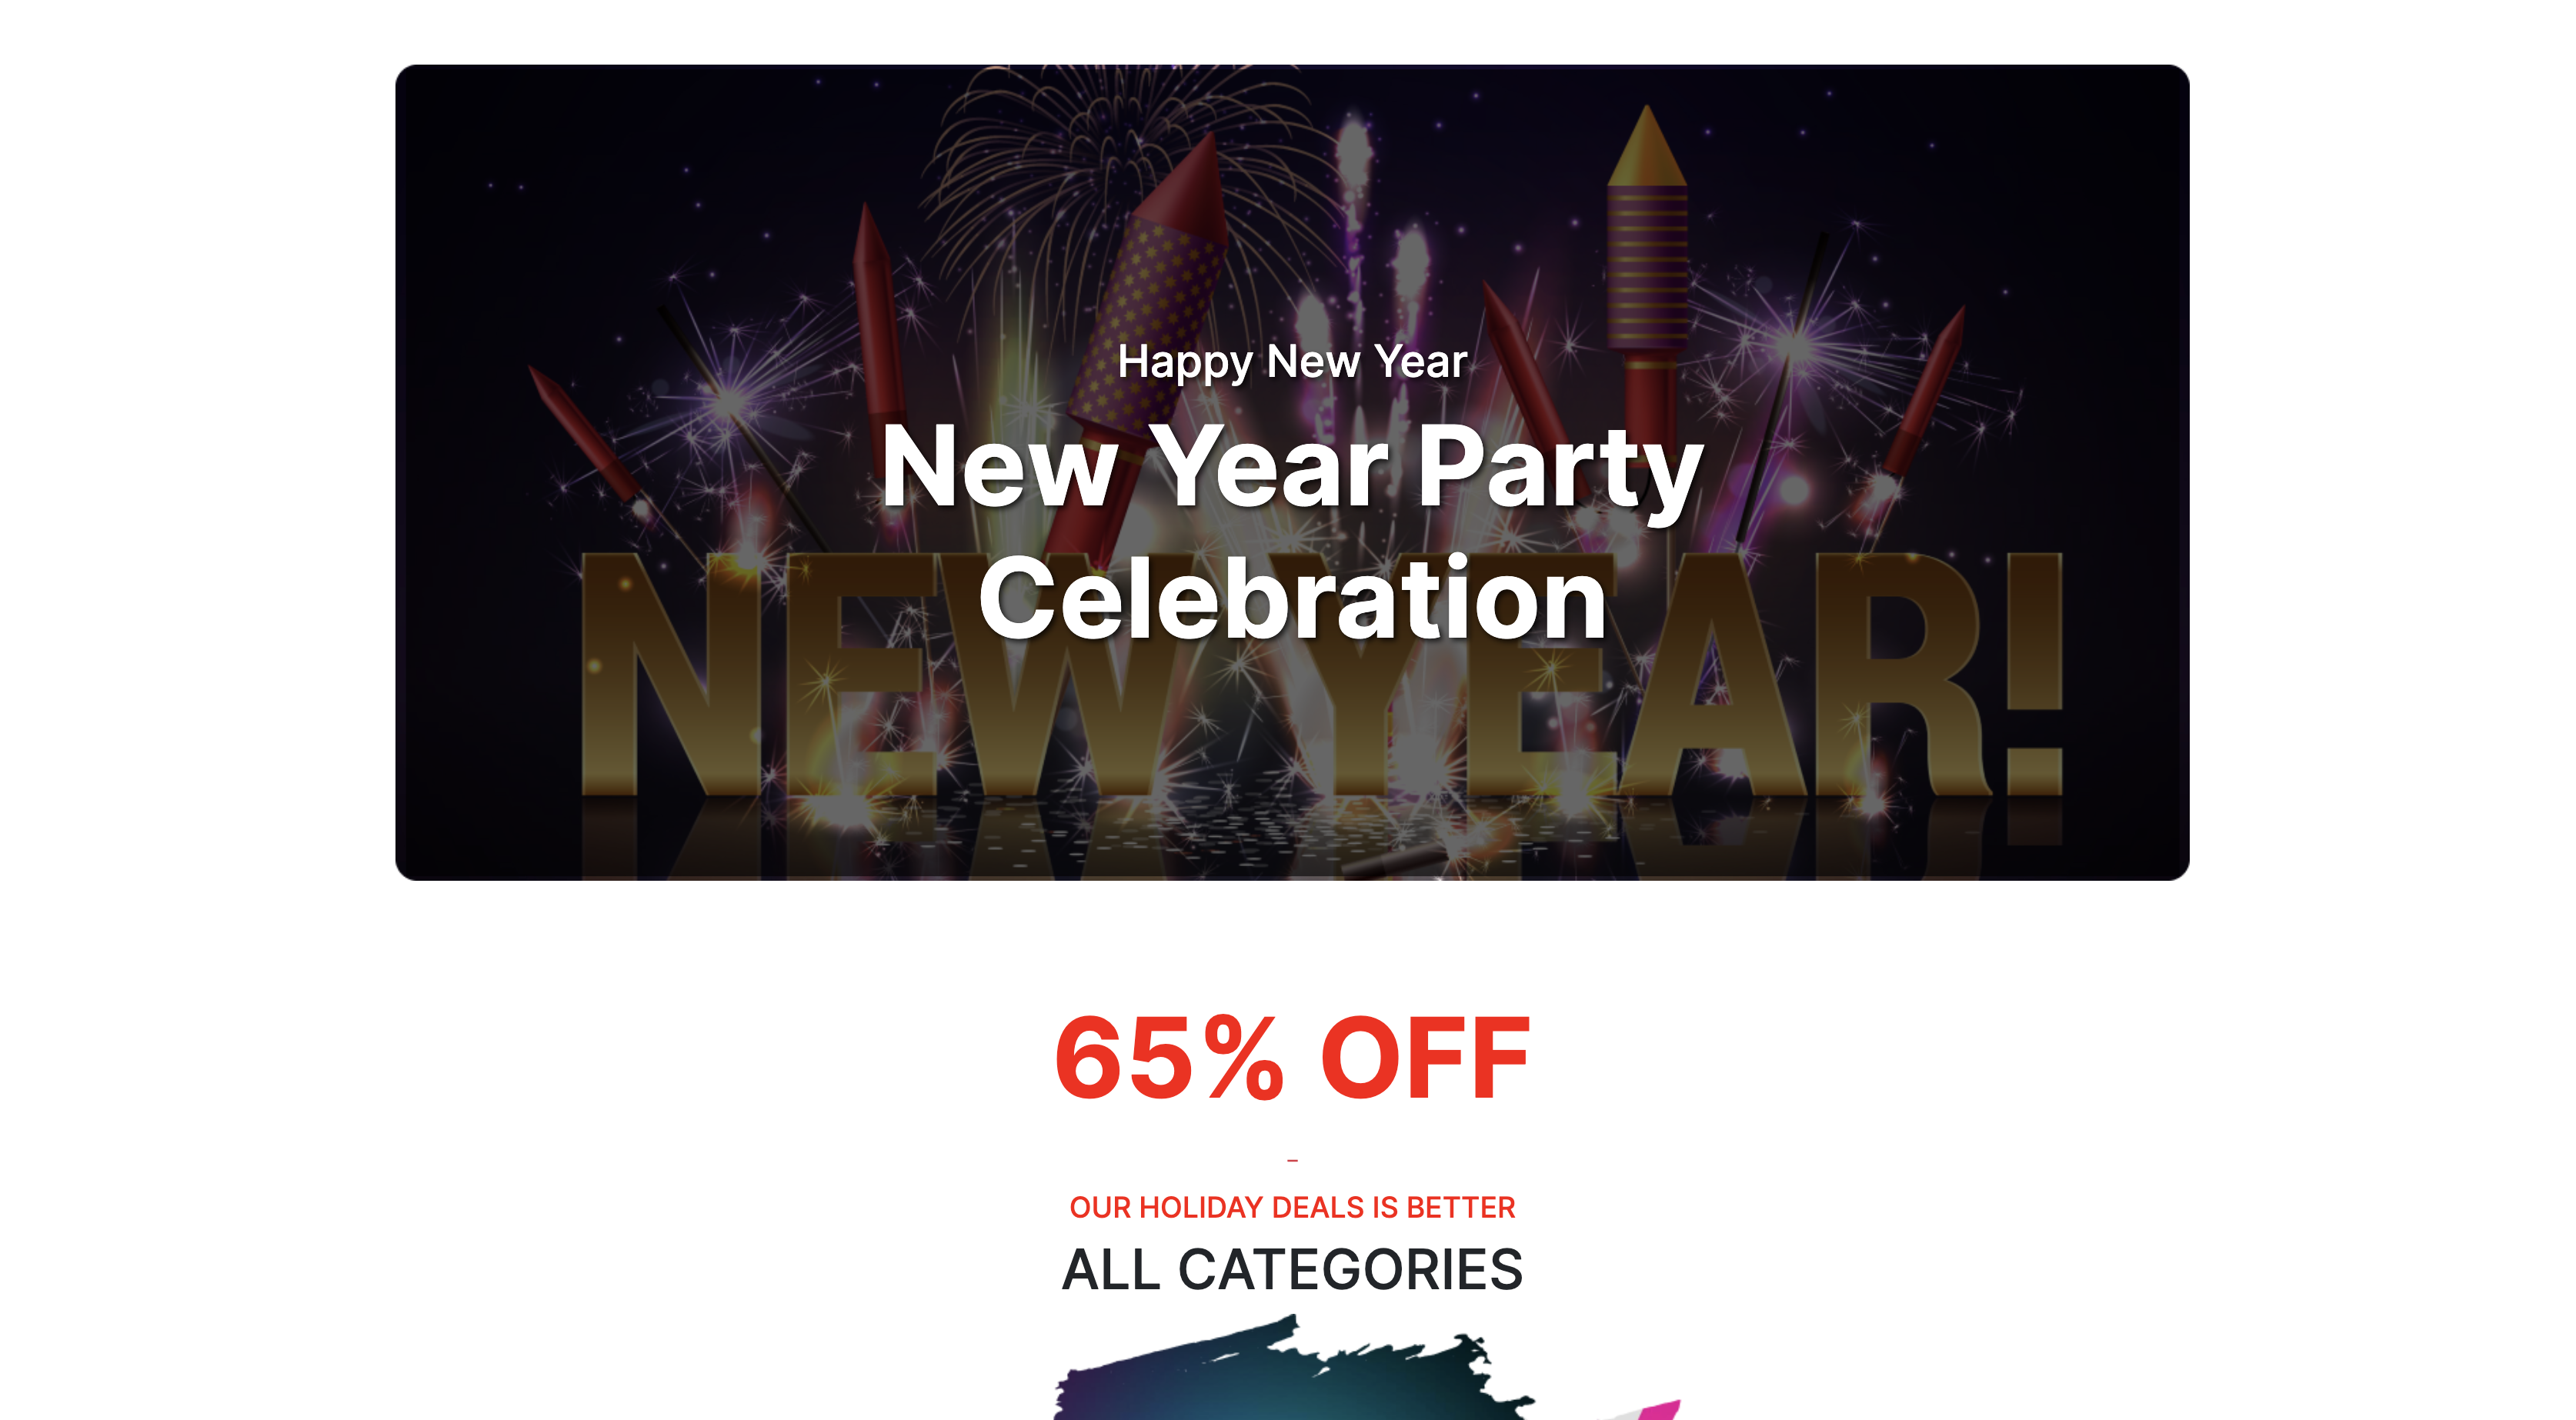 Happy New Year
New Year Party
Celebration
NEW YEAR!
65% OFF
–
OUR HOLIDAY DEALS IS BETTER
ALL CATEGORIES